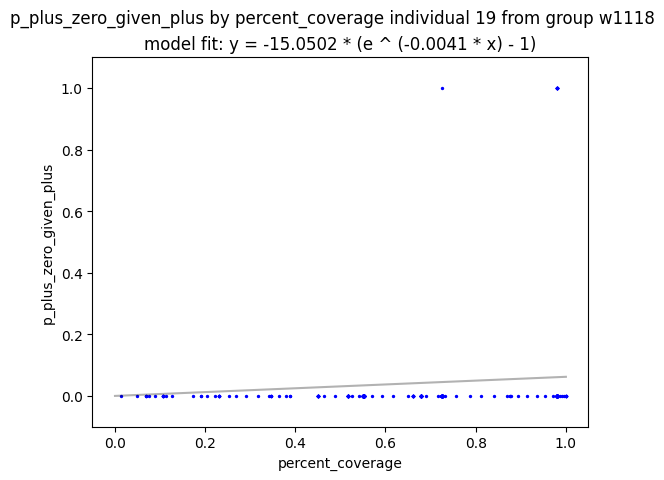 p_plus_zero_given_plus by percent_coverage individual 19 from group w1118
model fit: y = -15.0502 * (e ^ (-0.0041 * x) - 1)
1.0
0.8
0.6
0.4
0.2
0.0
p_plus_zero_given_plus
0.0 0.2 0.4 0.6 0.8 1.0
percent_coverage